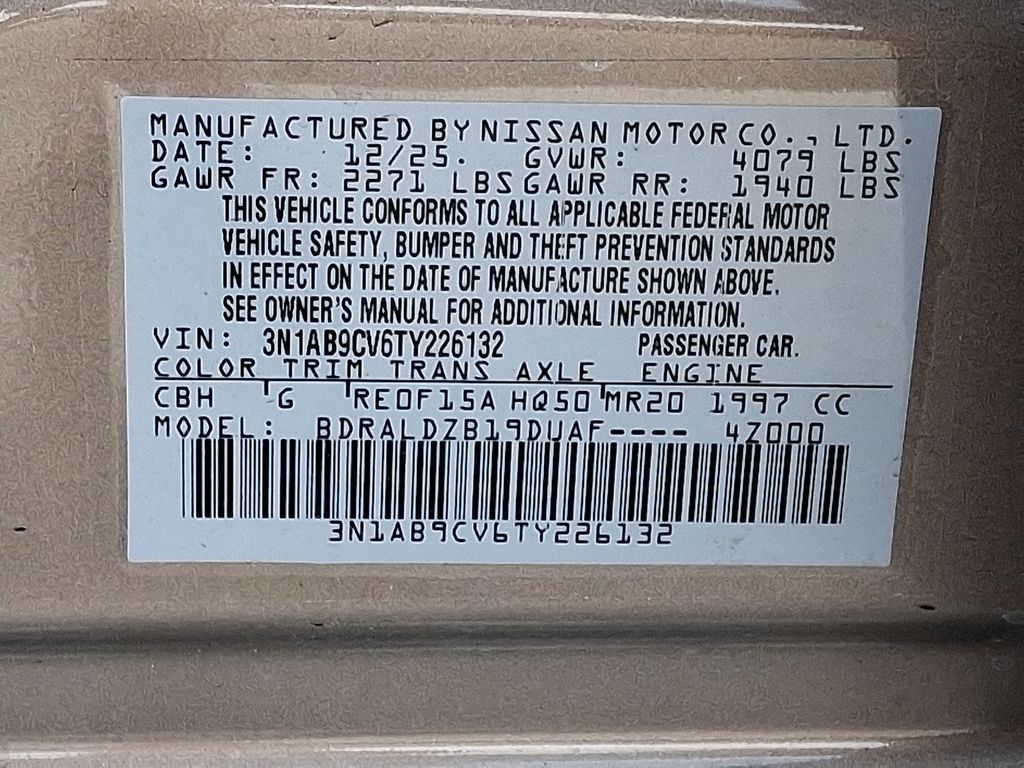 MANUFACTURED BY NISSAN MOTOR CO., LTD.
DATE: 12/25. GVWR: 4079 LBS
GAWR FR: 2271 LBS GAWR RR: 1940 LBS
THIS VEHICLE CONFORMS TO ALL APPLICABLE FEDERAL MOTOR
VEHICLE SAFETY, BUMPER AND THEFT PREVENTION STANDARDS
IN EFFECT ON THE DATE OF MANUFACTURE SHOWN ABOVE.
SEE OWNER'S MANUAL FOR ADDITIONAL INFORMATION.
VIN: 3N1AB9CV6TY226132 PASSENGER CAR.
COLOR TRIM TRANS AXLE ENGINE
CBH G RE0F15A HQ50 MR20 1997 CC
MODEL: BDRALDZB19DUAF---- 4Z000
3N1AB9CV6TY226132